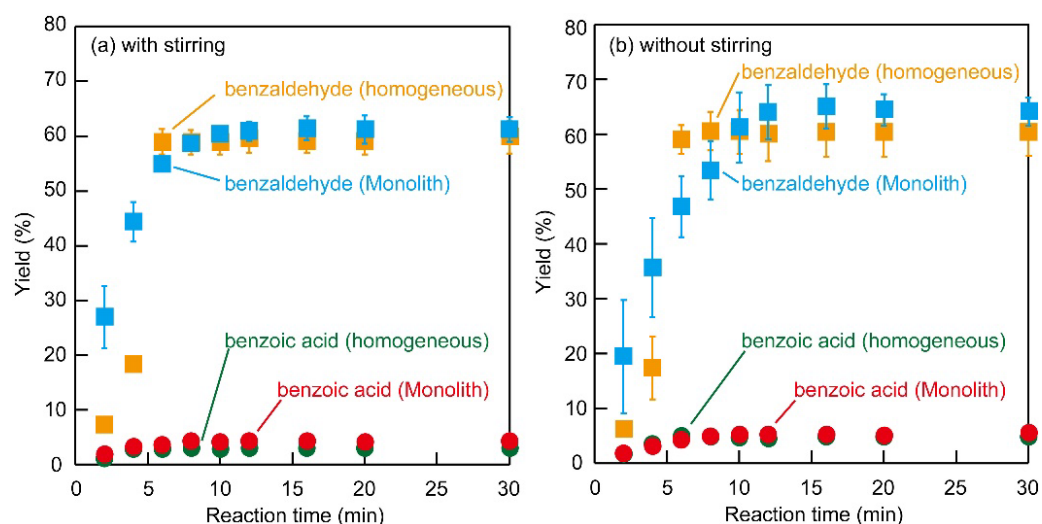 (a) with stirring
benzaldehyde (homogeneous)
benzaldehyde (Monolith)
benzoic acid (homogeneous)
benzoic acid (Monolith)
Yield (%)
80
70
60
50
40
30
20
10
0
0 5 10 15 20 25 30
Reaction time (min)
(b) without stirring
benzaldehyde (homogeneous)
benzaldehyde (Monolith)
benzoic acid (homogeneous)
benzoic acid (Monolith)
Yield (%)
80
70
60
50
40
30
20
10
0
0 5 10 15 20 25 30
Reaction time (min)